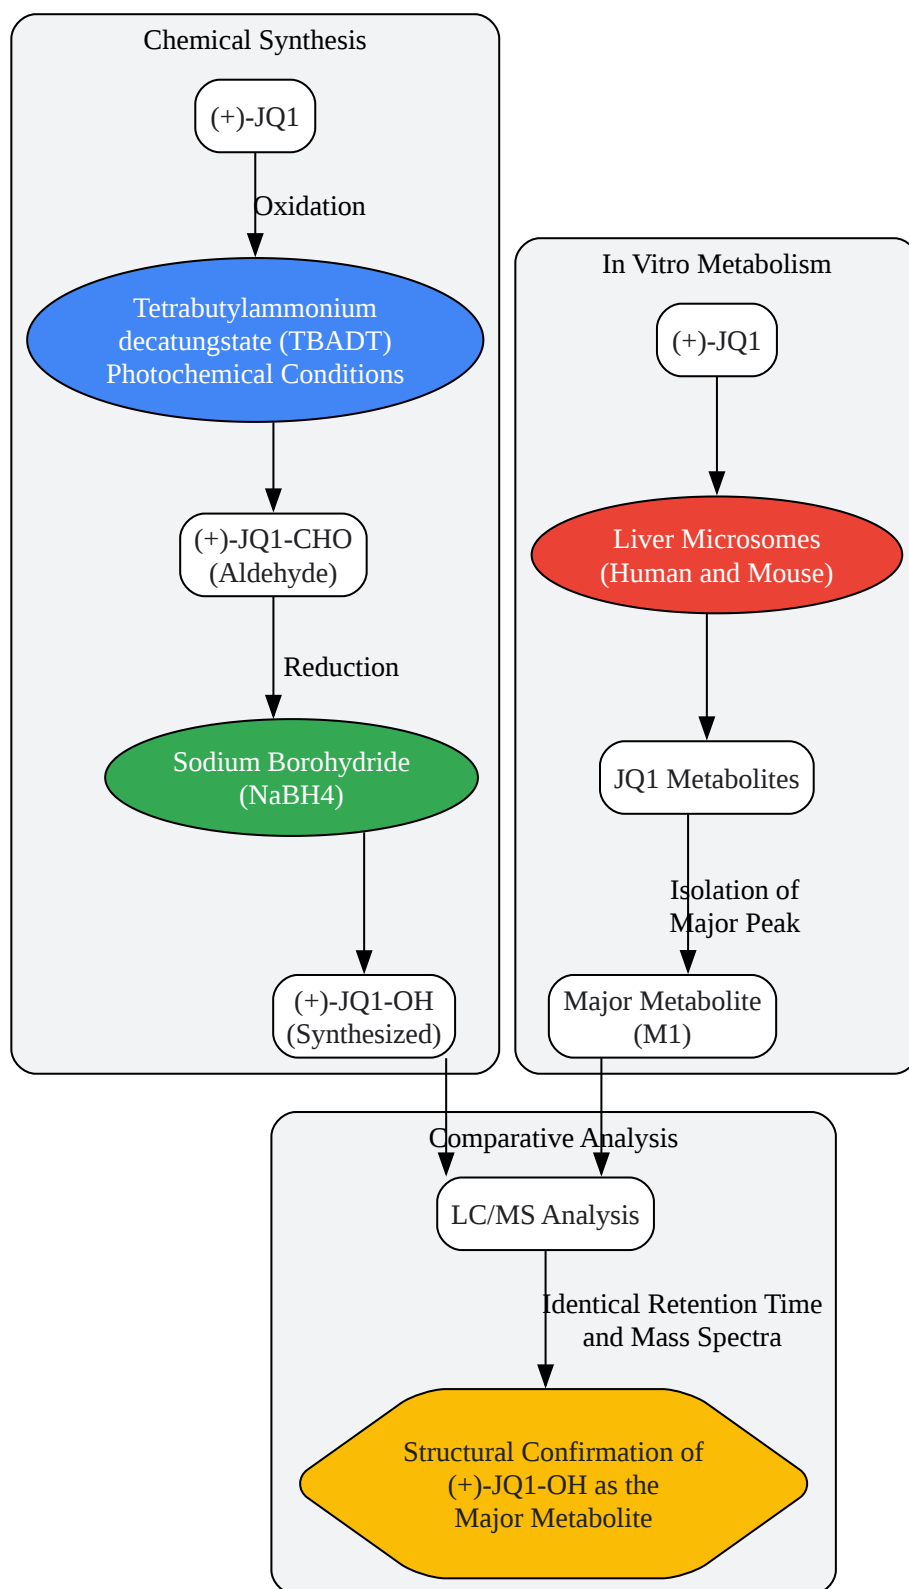 Chemical Synthesis
(+)-JQ1
Oxidation
Tetrabutylammonium
decatungstate (TBADT)
Photochemical Conditions
(+)-JQ1-CHO
(Aldehyde)
Reduction
Sodium Borohydride
(NaBH4)
(+)-JQ1-OH
(Synthesized)
In Vitro Metabolism
(+)-JQ1
Liver Microsomes
(Human and Mouse)
JQ1 Metabolites
Isolation of
Major Peak
Major Metabolite
(M1)
Comparative Analysis
LC/MS Analysis
Identical Retention Time
and Mass Spectra
Structural Confirmation of
(+)-JQ1-OH as the
Major Metabolite